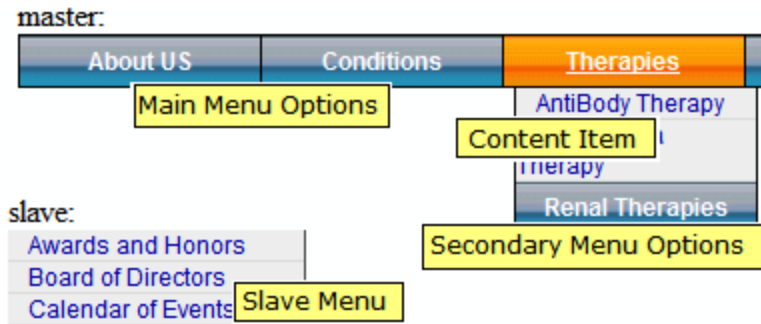 master:
About US
Conditions
Therapies
Main Menu Options
AntiBody Therapy
Content Item
Therapy
Renal Therapies
slave:
Secondary Menu Options
Awards and Honors
Board of Directors
Slave Menu
Calendar of Events